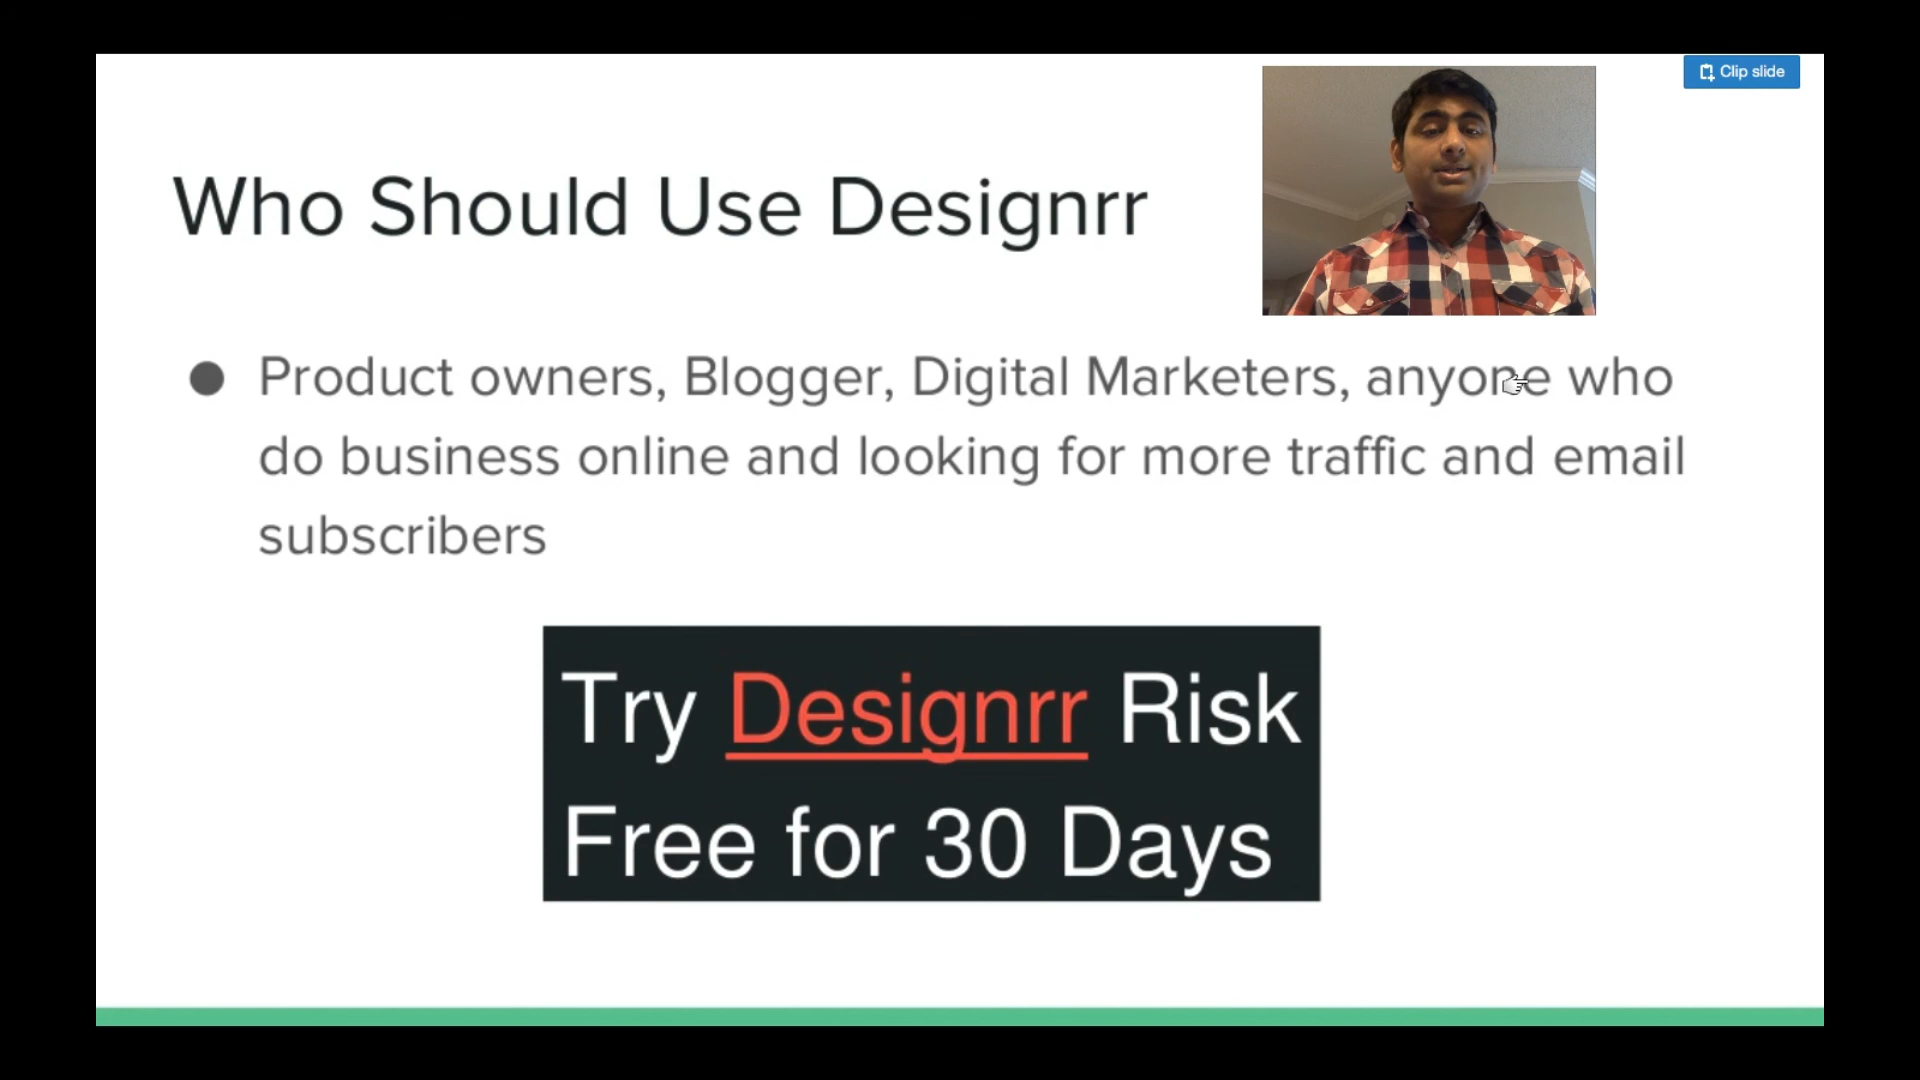 Clip slide
Who Should Use Designrr
● Product owners, Blogger, Digital Marketers, anyone who
do business online and looking for more traffic and email
subscribers
Try Designrr Risk
Free for 30 Days